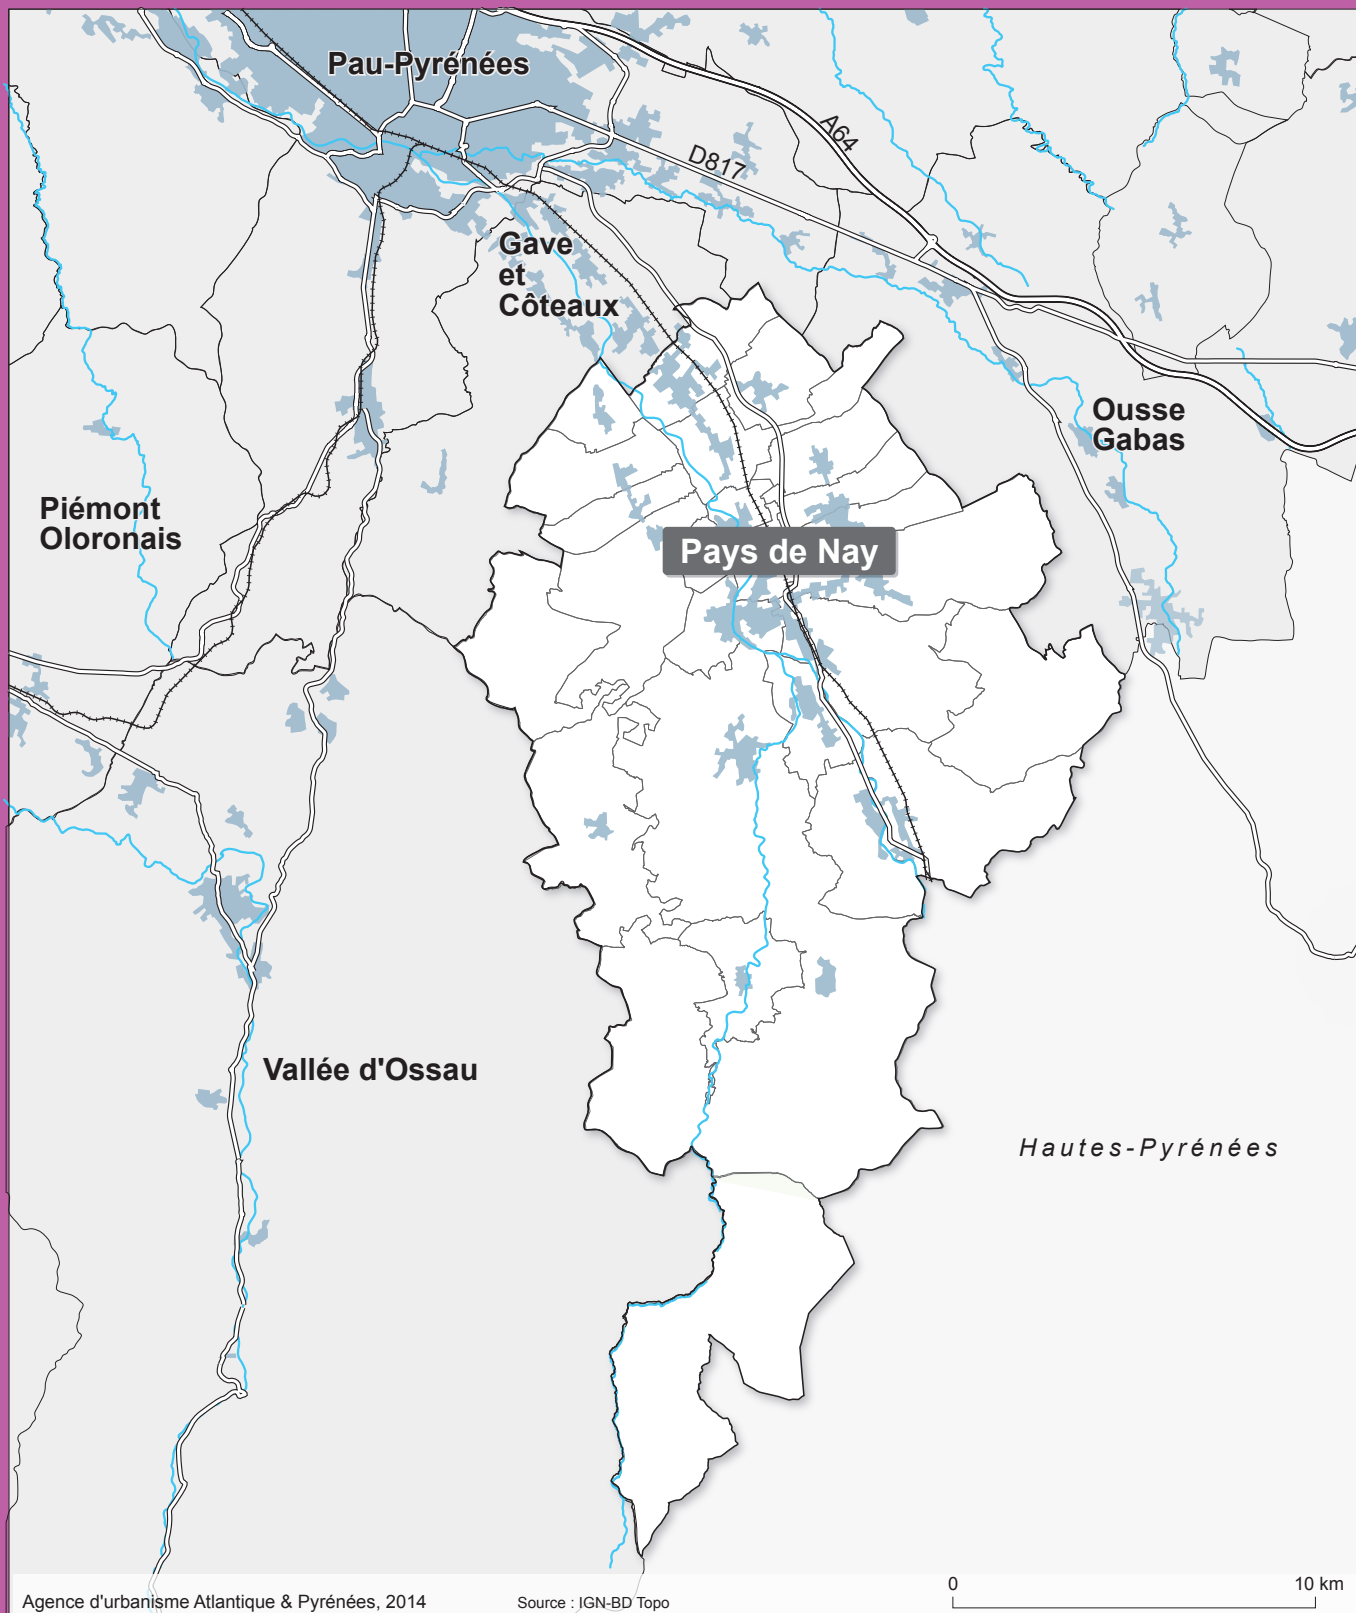 Pau-Pyrénées
A64
D817
Gave
et
Côteaux
Ousse
Gabas
Piémont
Oloronais
Pays de Nay
Vallée d'Ossau
Hautes-Pyrénées
0 10 km
Agence d'urbanisme Atlantique & Pyrénées, 2014 Source : IGN-BD Topo